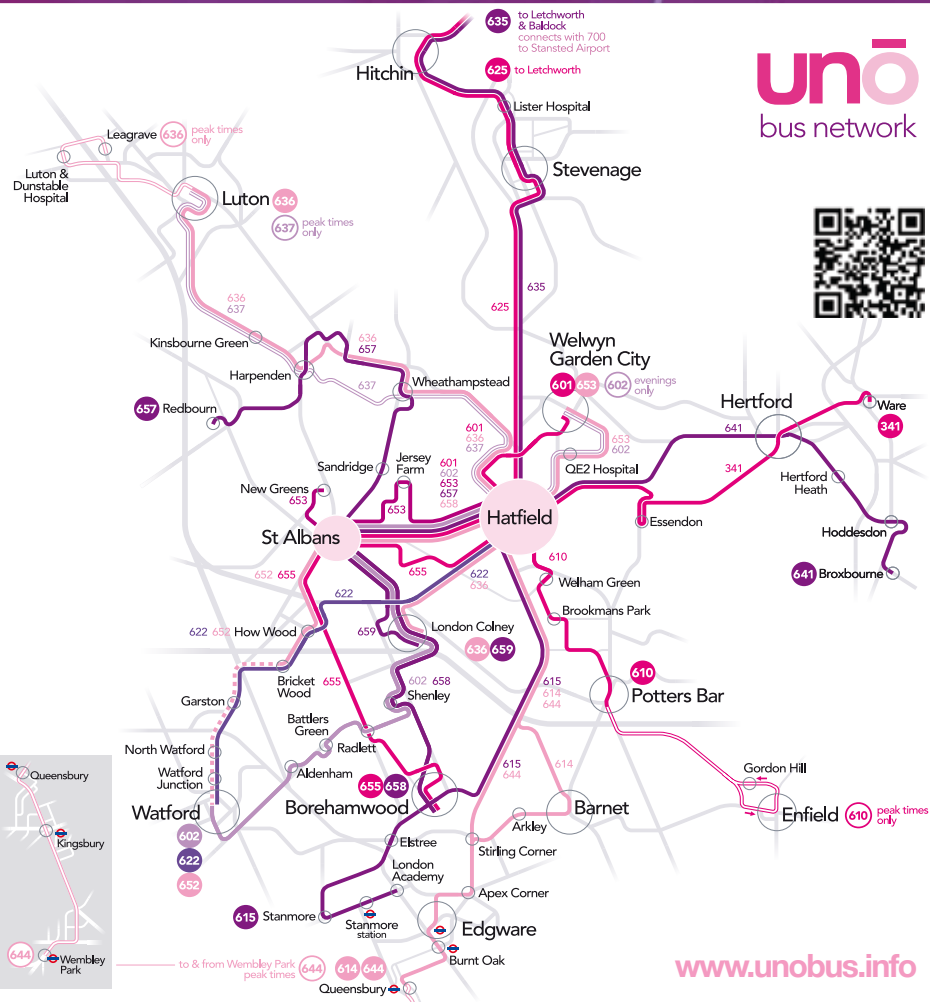 635 to Letchworth
& Baldock
connects with 700
to Stansted Airport
625 to Letchworth
unō
bus network
Hitchin
Lister Hospital
Stevenage
Leagrave 636 peak times
only
Luton &
Dunstable
Hospital
Luton 636
637 peak times
only
636
637
625
635
Kinsbourne Green
636
657
Harpenden
637
Wheathampstead
657 Redbourn
Welwyn
Garden City
601 653 602 evenings
only
Hertford
Ware
341
641
341
653
602
QE2 Hospital
Hertford
Heath
Hoddesdon
641 Broxbourne
Essendon
601
636
637
Sandridge
Jersey
Farm
601
602
653
657
658
New Greens
653
653
St Albans
Hatfield
655
652 655
622
622
636
610
Welham Green
Brookmans Park
622 652 How Wood
659
London Colney
636 659
610
Potters Bar
Bricket
Wood
655
602 658
Shenley
615
614
644
Garston
Battlers
Green
Radlett
North Watford
Watford
Junction
Aldenham
655 658
Borehamwood
615
644
614
Gordon Hill
Enfield 610 peak times
only
Watford
602
622
652
Barnet
Arkley
Elstree
Stirling Corner
London
Academy
Apex Corner
615 Stanmore
Stanmore
station
Edgware
Burnt Oak
Queensbury
Kingsbury
644 Wembley
Park
to & from Wembley Park
peak times 644 614 644
Queensbury
www.unobus.info